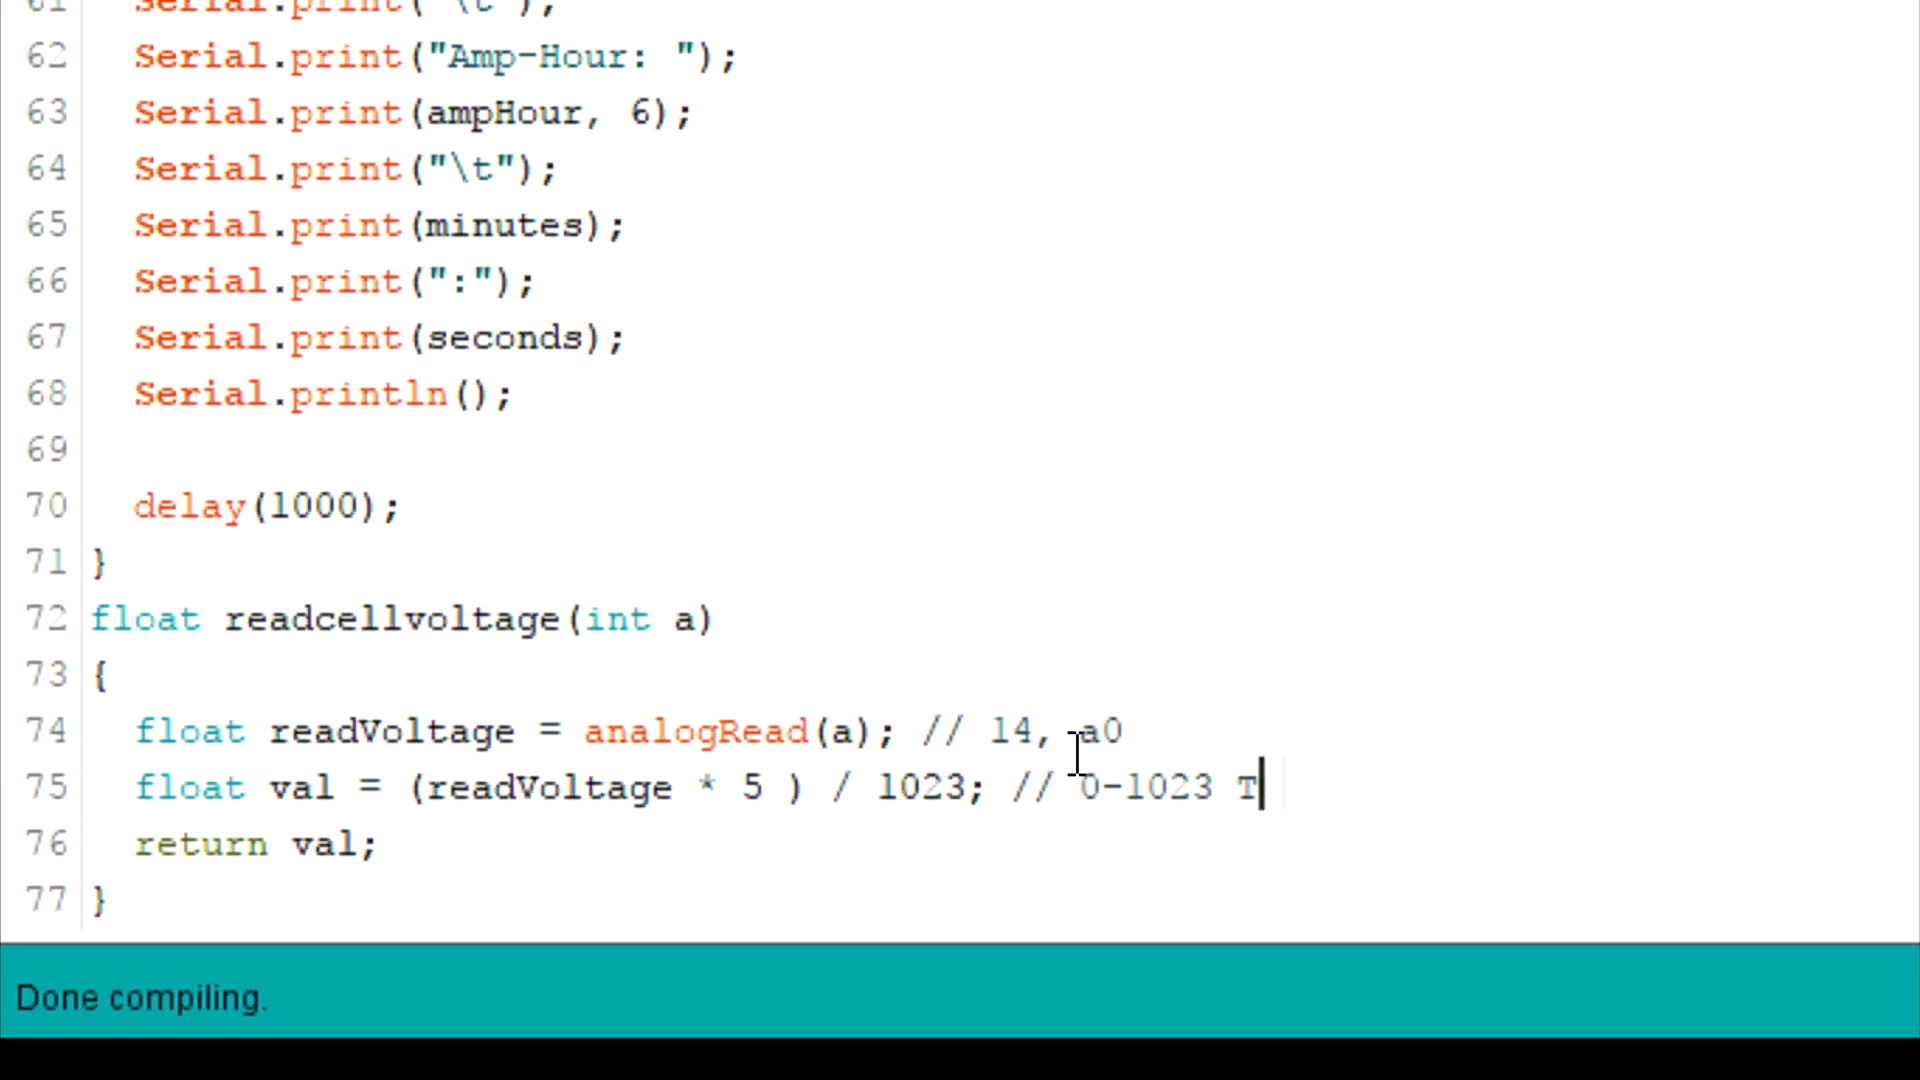 61 Serial.print("\t");
62 Serial.print("Amp-Hour: ");
63 Serial.print(ampHour, 6);
64 Serial.print("\t");
65 Serial.print(minutes);
66 Serial.print(":");
67 Serial.print(seconds);
68 Serial.println();
69
70 delay(1000);
71 }
72 float readcellvoltage(int a)
73 {
74 float readVoltage = analogRead(a); // 14, a0
75 float val = (readVoltage * 5 ) / 1023; // 0-1023 T
76 return val;
77 }
Done compiling.